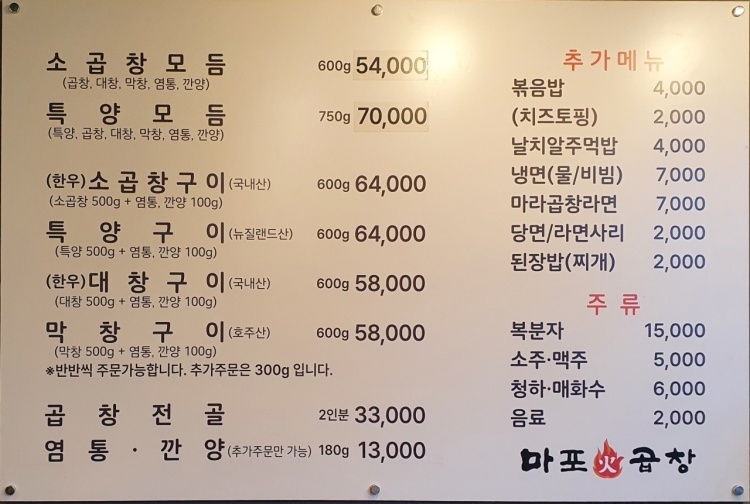 소곱창모듬 600g 54,000
(곱창, 대창, 막창, 염통, 깐양)
특양모듬 750g 70,000
(특양, 곱창, 대창, 막창, 염통, 깐양)
(한우)소곱창구이(국내산) 600g 64,000
(소곱창 500g + 염통, 깐양 100g)
특양구이(뉴질랜드산) 600g 64,000
(특양 500g + 염통, 깐양 100g)
(한우)대창구이(국내산) 600g 58,000
(대창 500g + 염통, 깐양 100g)
막창구이(호주산) 600g 58,000
(막창 500g + 염통, 깐양 100g)
※반반씩 주문가능합니다. 추가주문은 300g 입니다.
곱창전골 2인분 33,000
염통·깐양(추가주문만 가능) 180g 13,000
추가메뉴
볶음밥 4,000
(치즈토핑) 2,000
날치알주먹밥 4,000
냉면(물/비빔) 7,000
마라곱창라면 7,000
당면/라면사리 2,000
된장밥(찌개) 2,000
주류
복분자 15,000
소주·맥주 5,000
청하·매화수 6,000
음료 2,000
마포火곱창